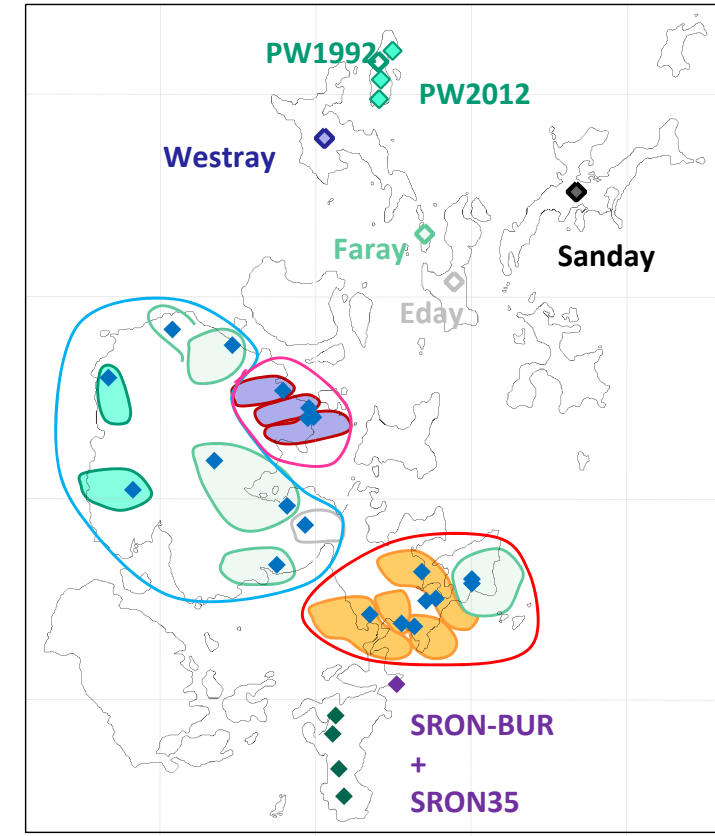 PW1992
PW2012
Westray
Sanday
Faray
Eday
SRON-BUR
+
SRON35